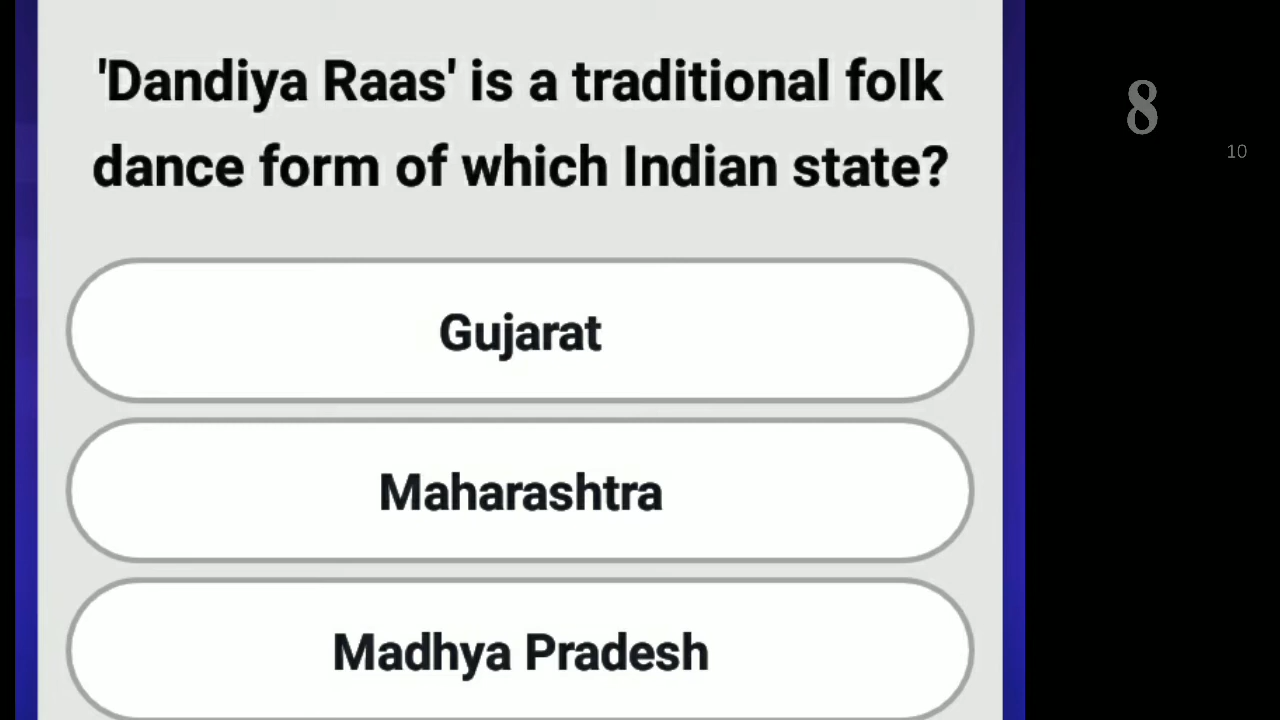 'Dandiya Raas' is a traditional folk
dance form of which Indian state?
Gujarat
Maharashtra
Madhya Pradesh
8
10